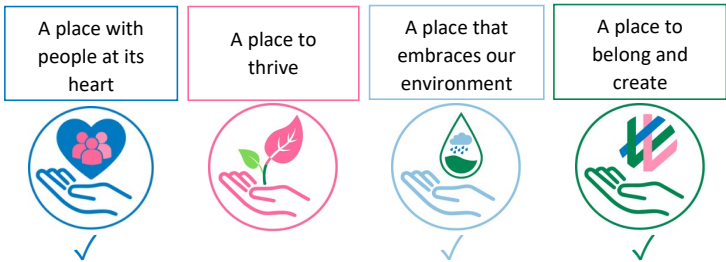 A place with
people at its
heart
A place to
thrive
A place that
embraces our
environment
A place to
belong and
create